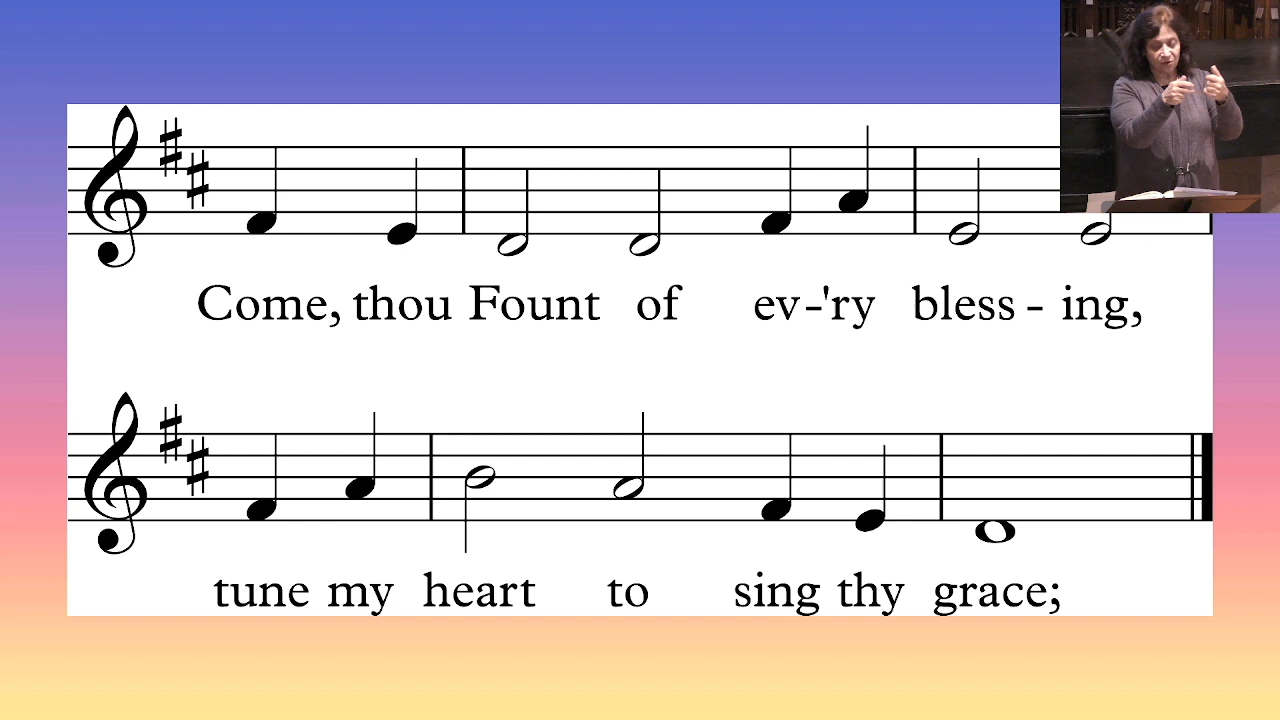 Come, thou Fount of ev-'ry bless - ing,
tune my heart to sing thy grace;